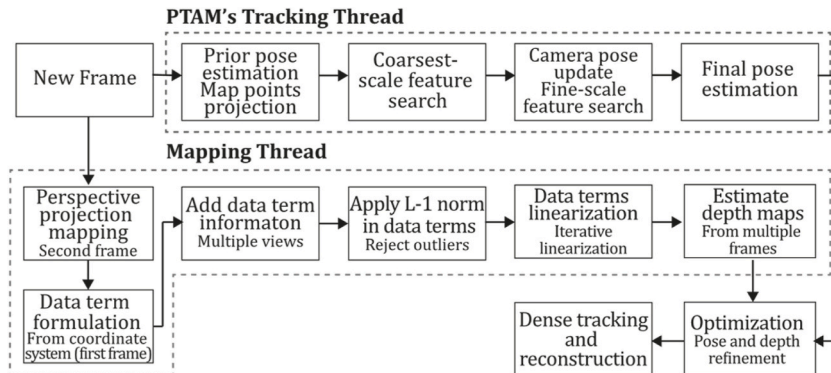 PTAM's Tracking Thread
New Frame
Prior pose
estimation
Map points
projection
Coarsest-
scale feature
search
Camera pose
update
Fine-scale
feature search
Final pose
estimation
Mapping Thread
Perspective
projection
mapping
Second frame
Data term
formulation
From coordinate
system (first frame)
Add data term
informaton
Multiple views
Apply L-1 norm
in data terms
Reject outliers
Data terms
linearization
Iterative
linearization
Estimate
depth maps
From multiple
frames
Optimization
Pose and depth
refinement
Dense tracking
and
reconstruction